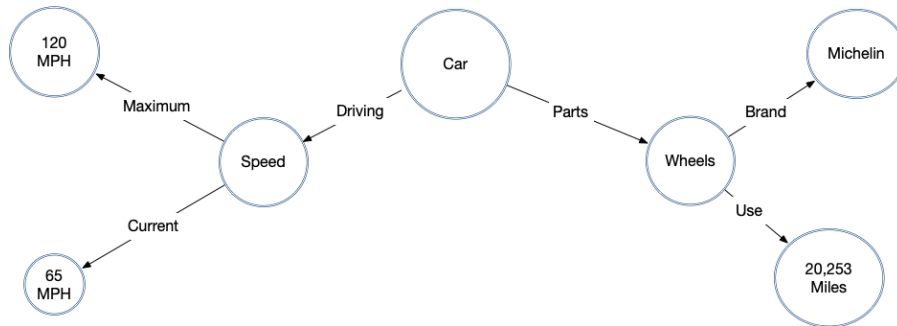 120
MPH
Car
Michelin
Maximum
Driving
Parts
Brand
Speed
Wheels
Current
Use
65
MPH
20,253
Miles